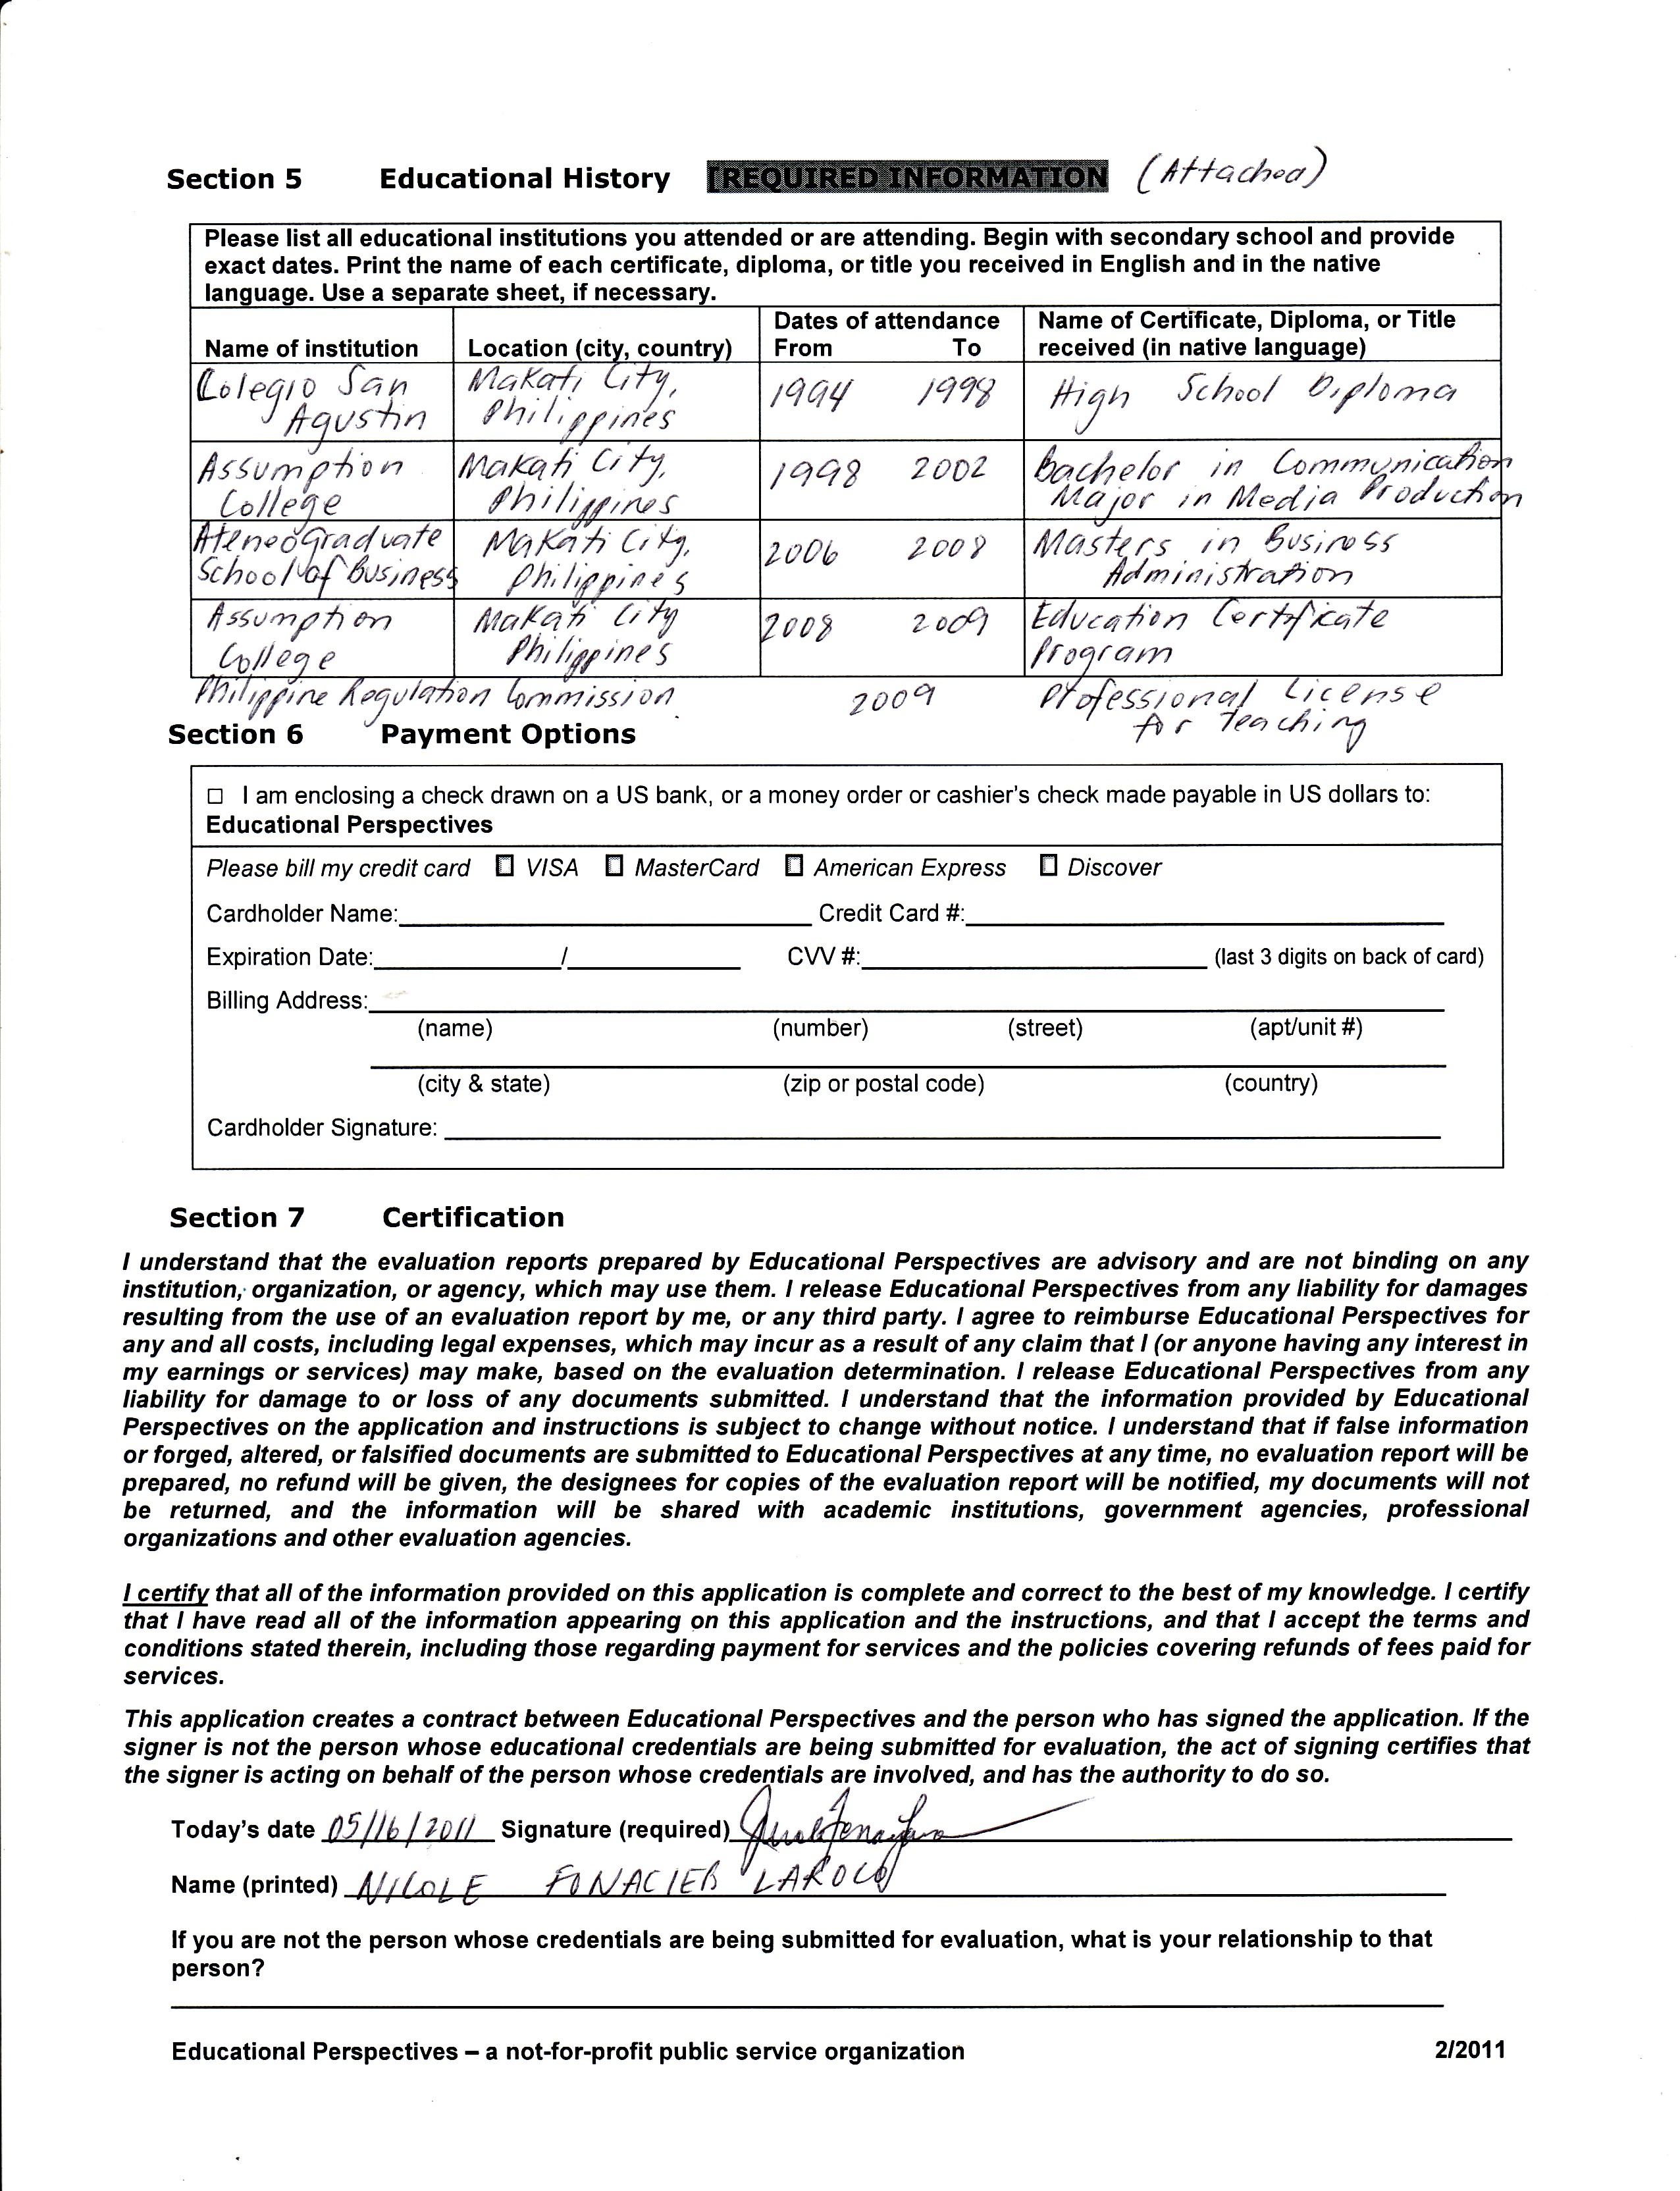 Section 5 Educational History [REQUIRED INFORMATION (Attached)
Please list all educational institutions you attended or are attending. Begin with secondary school and provide
exact dates. Print the name of each certificate, diploma, or title you received in English and in the native
language. Use a separate sheet, if necessary.
Name of institution Location (city, country) Dates of attendance From To Name of Certificate, Diploma, or Title received (in native language)
Colegio San Agustin Makati City, Philippines 1994 1998 High School Diploma
Assumption College Makati City, Philippines 1998 2002 Bachelor in Communication Major in Media Production
Ateneo Graduate School of Business Makati City, Philippines 2006 2008 Masters in Business Administration
Assumption College Makati City Philippines 2008 2009 Education Certificate Program
Philippine Regulation Commission 2009 Professional License for Teaching
Section 6 Payment Options
☐ I am enclosing a check drawn on a US bank, or a money order or cashier's check made payable in US dollars to:
Educational Perspectives
Please bill my credit card ☐ VISA ☐ MasterCard ☐ American Express ☐ Discover
Cardholder Name: Credit Card #:
Expiration Date: / CVV #: (last 3 digits on back of card)
Billing Address:
(name) (number) (street) (apt/unit #)
(city & state) (zip or postal code) (country)
Cardholder Signature:
Section 7 Certification
I understand that the evaluation reports prepared by Educational Perspectives are advisory and are not binding on any
institution, organization, or agency, which may use them. I release Educational Perspectives from any liability for damages
resulting from the use of an evaluation report by me, or any third party. I agree to reimburse Educational Perspectives for
any and all costs, including legal expenses, which may incur as a result of any claim that I (or anyone having any interest in
my earnings or services) may make, based on the evaluation determination. I release Educational Perspectives from any
liability for damage to or loss of any documents submitted. I understand that the information provided by Educational
Perspectives on the application and instructions is subject to change without notice. I understand that if false information
or forged, altered, or falsified documents are submitted to Educational Perspectives at any time, no evaluation report will be
prepared, no refund will be given, the designees for copies of the evaluation report will be notified, my documents will not
be returned, and the information will be shared with academic institutions, government agencies, professional
organizations and other evaluation agencies.
I certify that all of the information provided on this application is complete and correct to the best of my knowledge. I certify
that I have read all of the information appearing on this application and the instructions, and that I accept the terms and
conditions stated therein, including those regarding payment for services and the policies covering refunds of fees paid for
services.
This application creates a contract between Educational Perspectives and the person who has signed the application. If the
signer is not the person whose educational credentials are being submitted for evaluation, the act of signing certifies that
the signer is acting on behalf of the person whose credentials are involved, and has the authority to do so.
Today's date 05/16/2011 Signature (required)
Name (printed) NICOLE FONACIER LAROCO
If you are not the person whose credentials are being submitted for evaluation, what is your relationship to that
person?
Educational Perspectives – a not-for-profit public service organization 2/2011